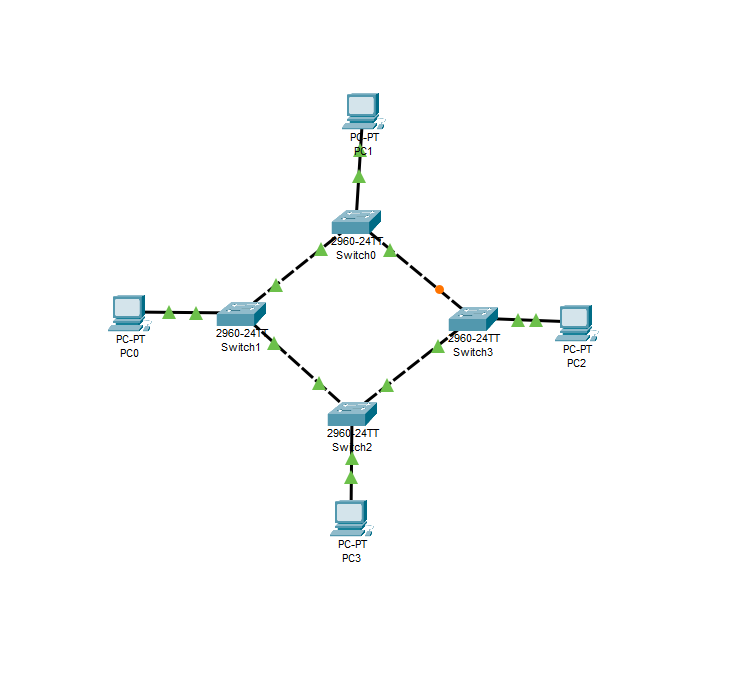 PC-PT
PC1
2960-24TT
Switch0
PC-PT
PC0
2960-24TT
Switch1
2960-24TT
Switch3
PC-PT
PC2
2960-24TT
Switch2
PC-PT
PC3